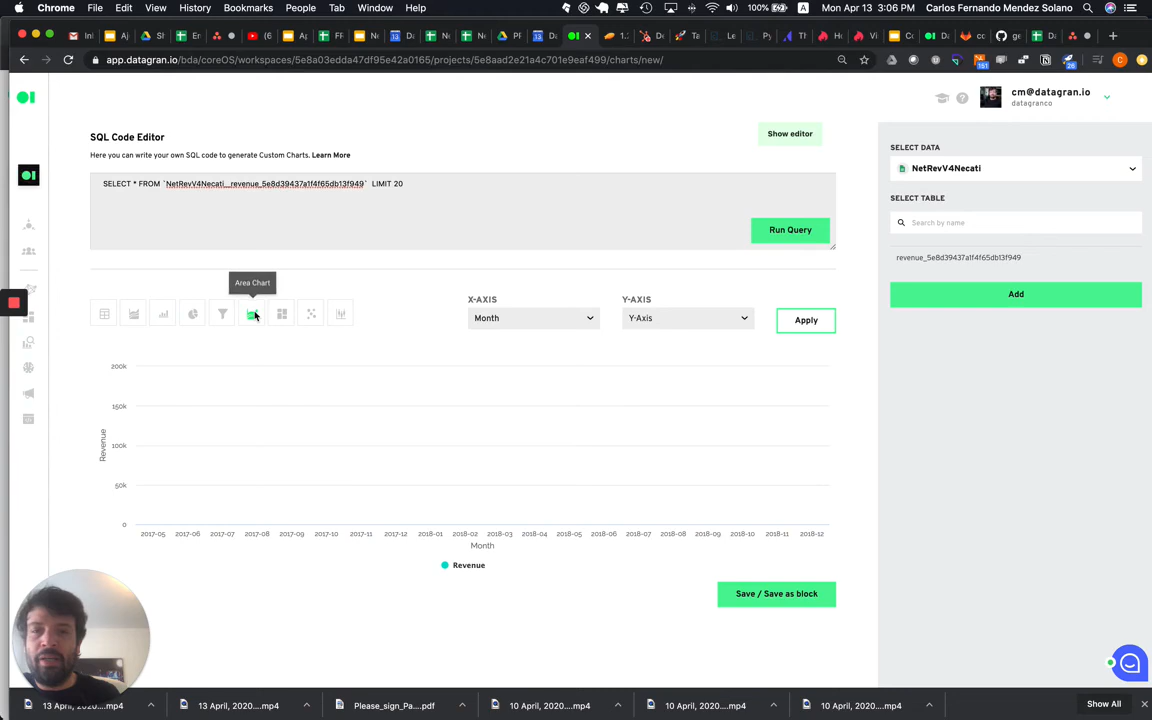 Chrome File Edit View History Bookmarks People Tab Window Help 100% Mon Apr 13 3:06 PM Carlos Fernando Mendez Solano
app.datagran.io/bda/coreOS/workspaces/5e8a03edda47df95e42a0165/projects/5e8aad2e21a4c701e9eaf499/charts/new/
151
26
C
cm@datagran.io
datagranco
SQL Code Editor
Show editor
Here you can write your own SQL code to generate Custom Charts. Learn More
SELECT * FROM `NetRevV4Necati__revenue_5e8d39437a1f4f65db13f949` LIMIT 20
Run Query
SELECT DATA
NetRevV4Necati
SELECT TABLE
Search by name
revenue_5e8d39437a1f4f65db13f949
Add
Area Chart
X-AXIS
Month
Y-AXIS
Y-Axis
Apply
200k
150k
100k
50k
0
Revenue
2017-05 2017-06 2017-07 2017-08 2017-09 2017-10 2017-11 2017-12 2018-01 2018-02 2018-03 2018-04 2018-05 2018-06 2018-07 2018-08 2018-09 2018-10 2018-11 2018-12
Month
Revenue
Save / Save as block
13 April, 2020....mp4
13 April, 2020....mp4
Please_sign_Pa....pdf
10 April, 2020....mp4
10 April, 2020....mp4
10 April, 2020....mp4
Show All